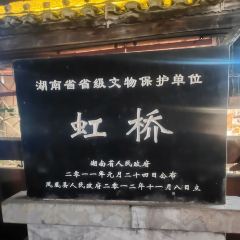 湖南省省级文物保护单位
虹桥
湖南省人民政府
二〇一一年元月二十四日公布
凤凰县人民政府二〇一二年十一月八日立